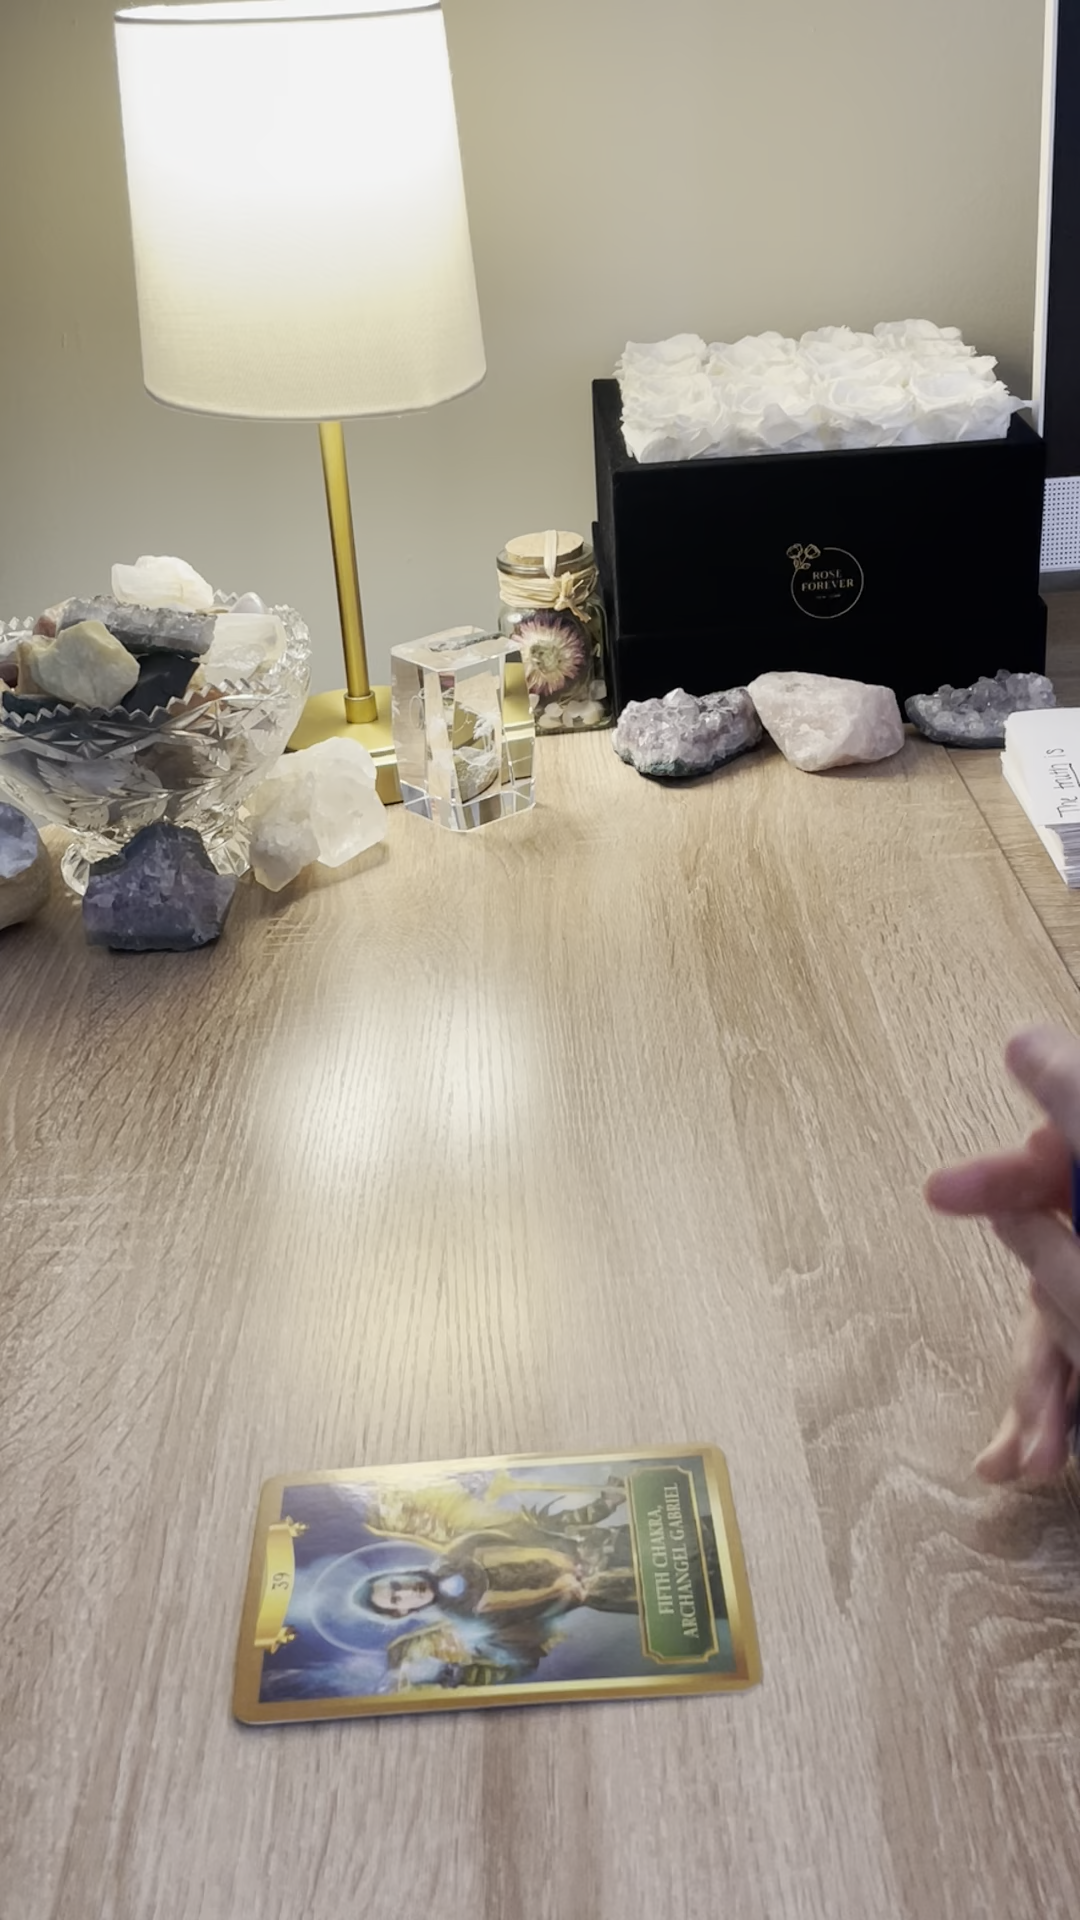 ROSE
FOREVER
The truth is
39
FIFTH CHAKRA,
ARCHANGEL GABRIEL